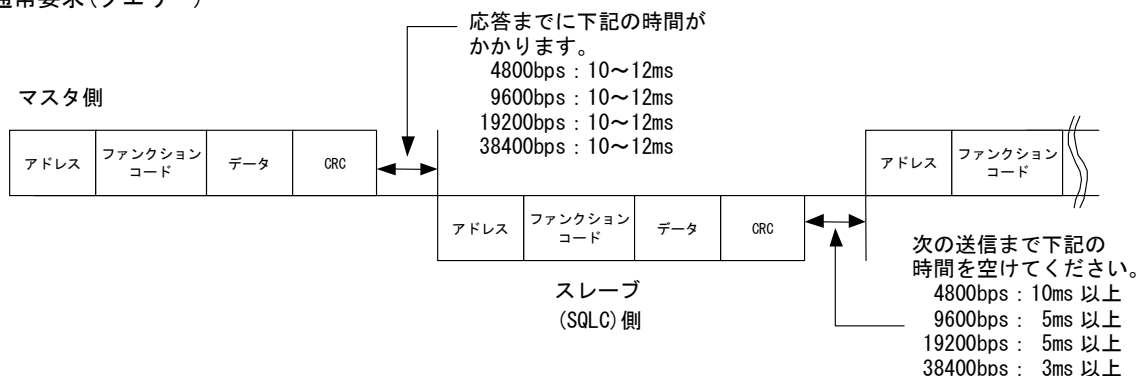 通常要求(クエリー)
応答までに下記の時間が
かかります。
4800bps：10～12ms
9600bps：10～12ms
19200bps：10～12ms
38400bps：10～12ms
マスタ側
アドレス
ファンクション
コード
データ
CRC
アドレス
ファンクション
コード
アドレス
ファンクション
コード
データ
CRC
スレーブ
(SQLC)側
次の送信まで下記の
時間を空けてください。
4800bps：10ms 以上
9600bps： 5ms 以上
19200bps： 5ms 以上
38400bps： 3ms 以上